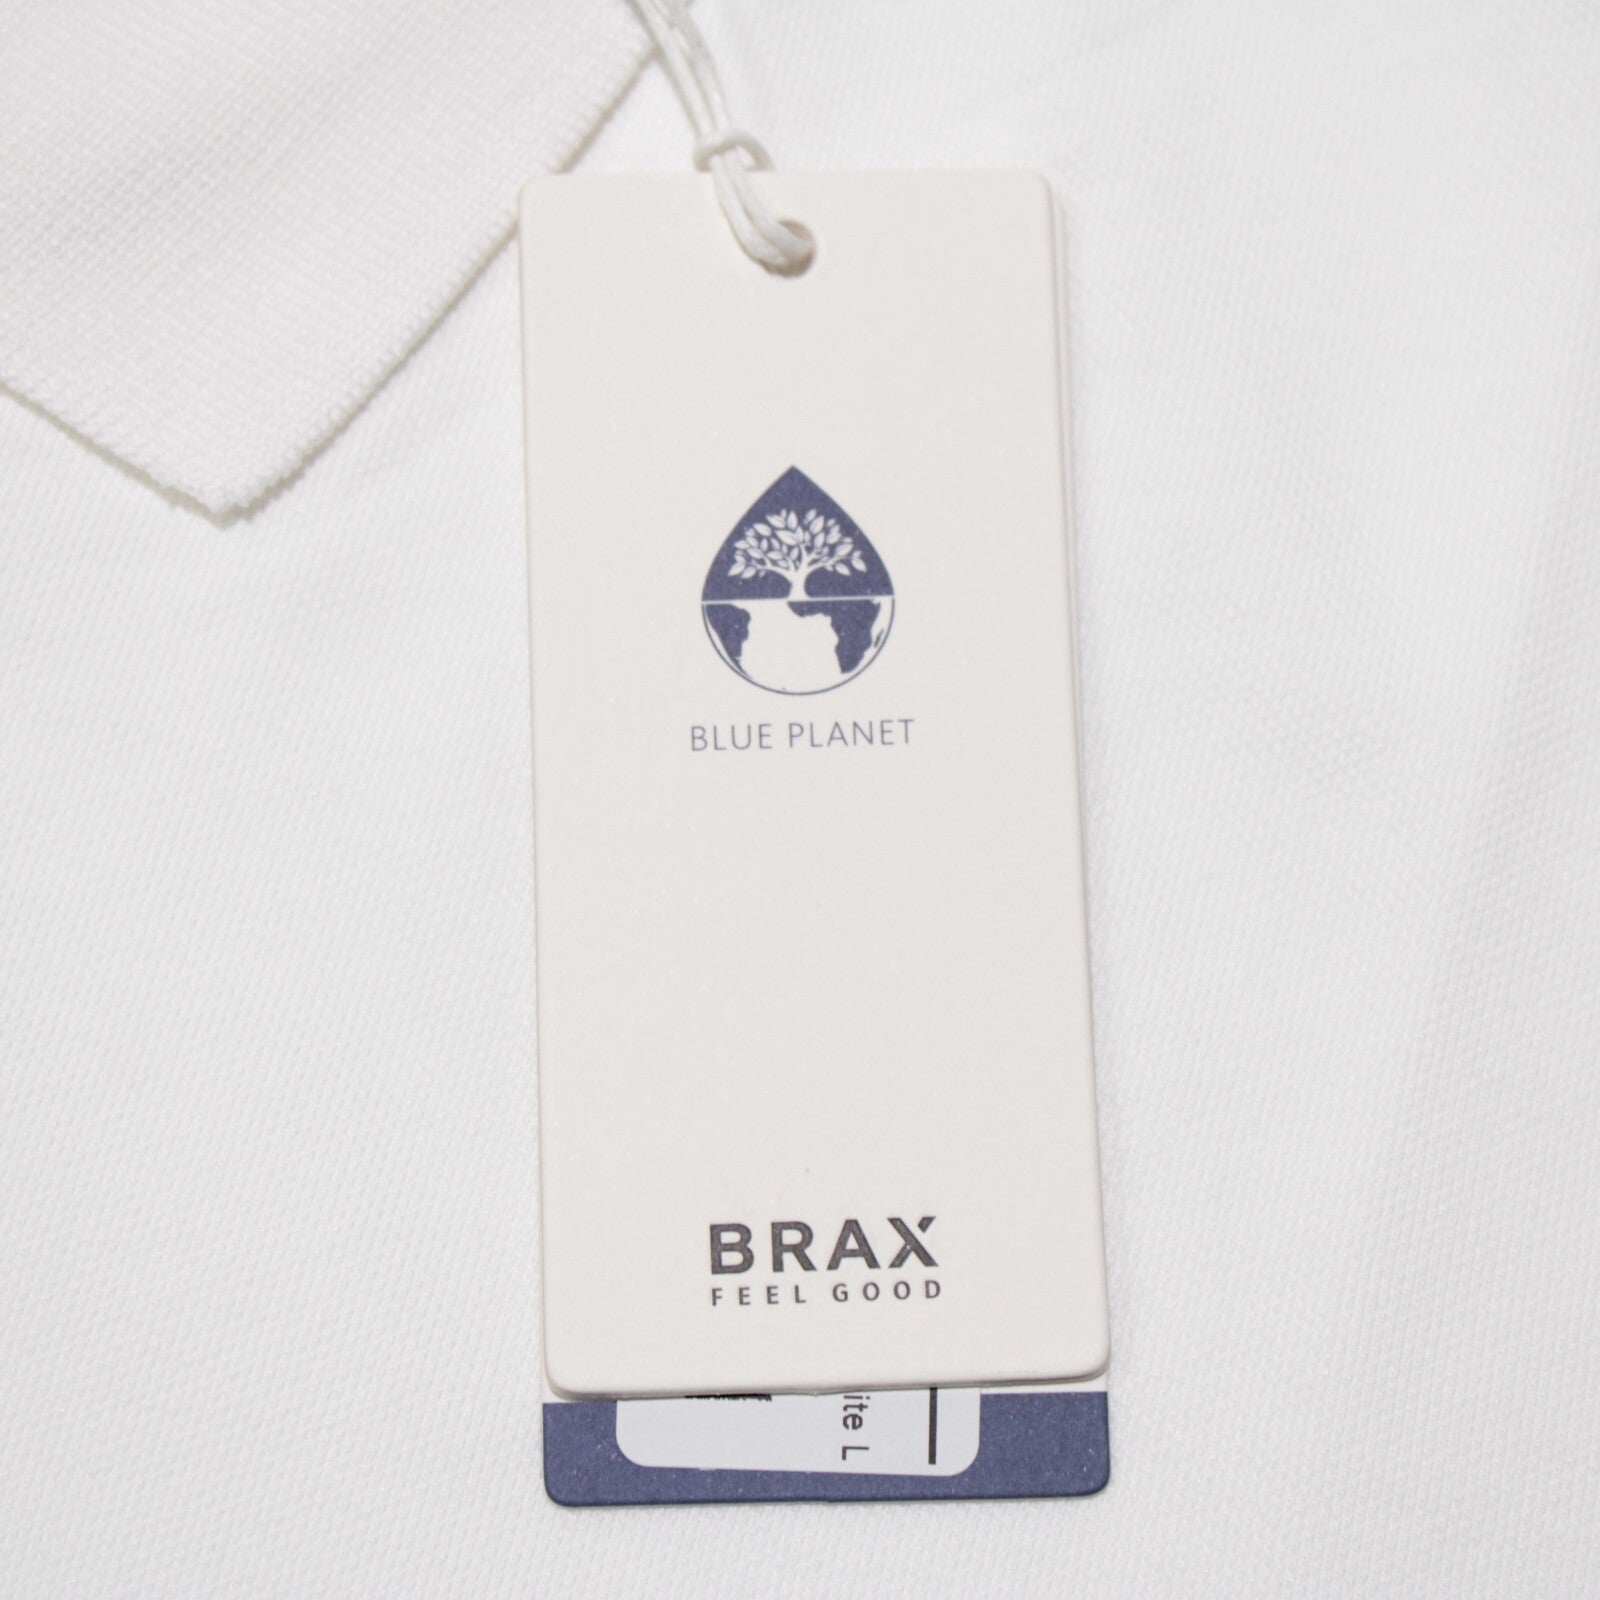 BLUE PLANET
BRAX
FEEL GOOD
ite L